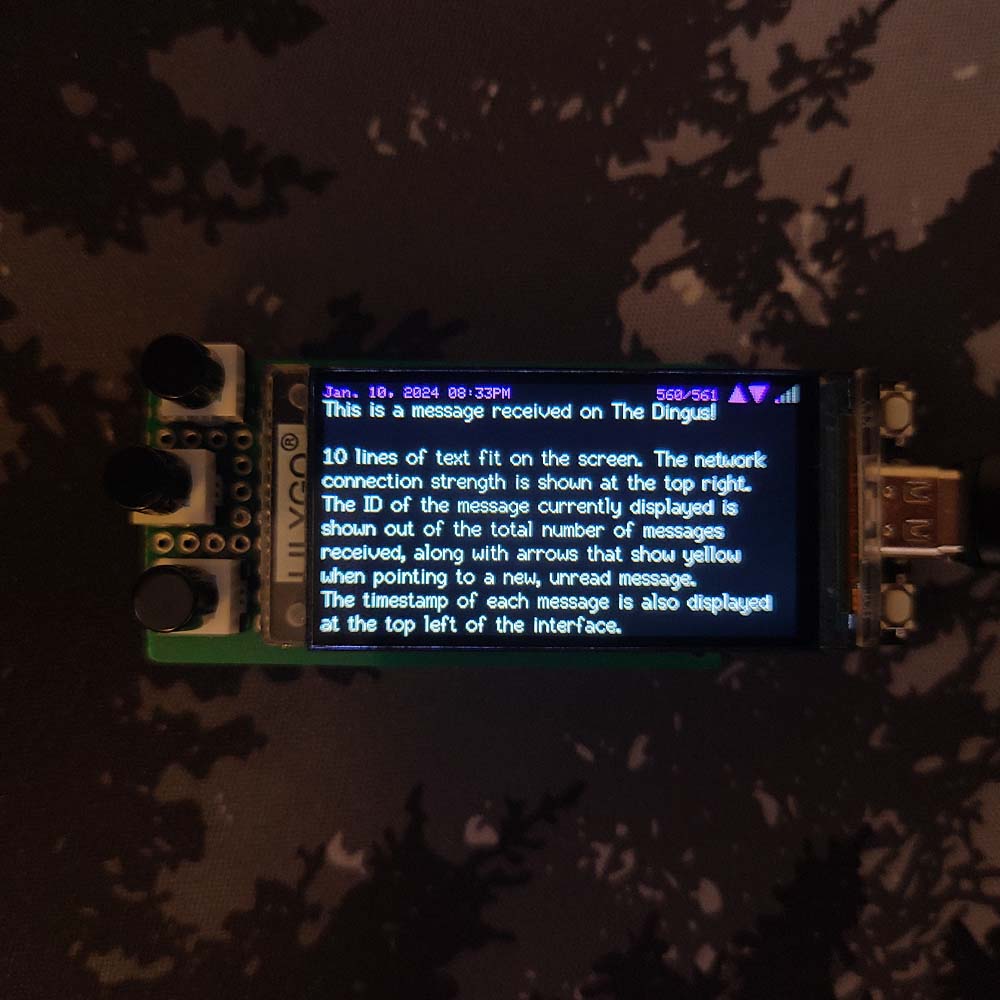 Jan. 10, 2024 08:33PM 560/561
This is a message received on The Dingus!
10 lines of text fit on the screen. The network
connection strength is shown at the top right.
The ID of the message currently displayed is
shown out of the total number of messages
received, along with arrows that show yellow
when pointing to a new, unread message.
The timestamp of each message is also displayed
at the top left of the interface.
LILYGO®